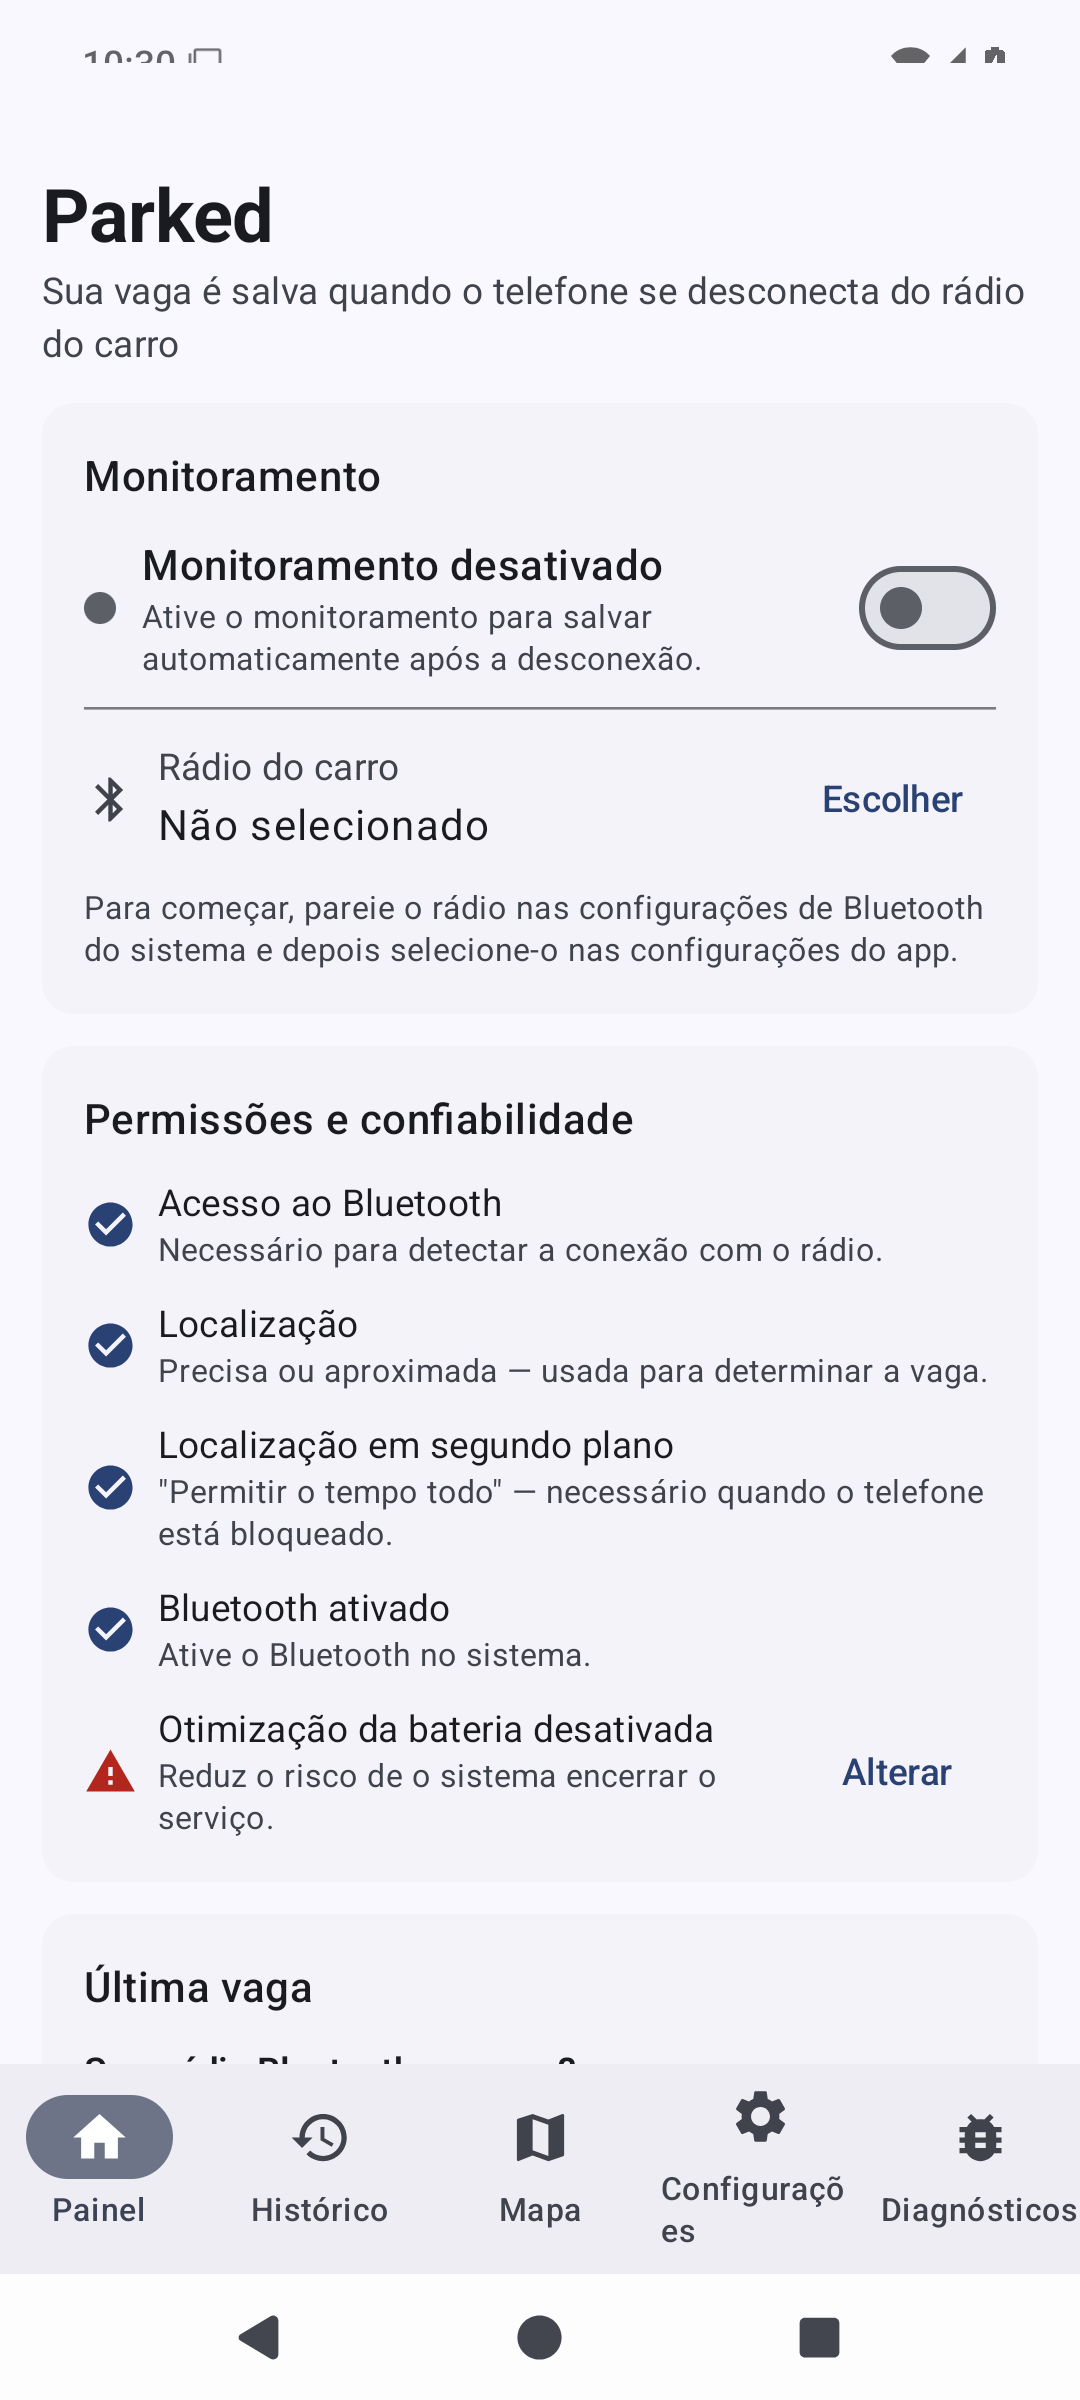 10:30
Parked
Sua vaga é salva quando o telefone se desconecta do rádio
do carro
Monitoramento
Monitoramento desativado
Ative o monitoramento para salvar
automaticamente após a desconexão.
Rádio do carro
Não selecionado
Escolher
Para começar, pareie o rádio nas configurações de Bluetooth
do sistema e depois selecione-o nas configurações do app.
Permissões e confiabilidade
Acesso ao Bluetooth
Necessário para detectar a conexão com o rádio.
Localização
Precisa ou aproximada — usada para determinar a vaga.
Localização em segundo plano
"Permitir o tempo todo" — necessário quando o telefone
está bloqueado.
Bluetooth ativado
Ative o Bluetooth no sistema.
Otimização da bateria desativada
Reduz o risco de o sistema encerrar o
serviço.
Alterar
Última vaga
Painel
Histórico
Mapa
Configuraçõ
es
Diagnósticos